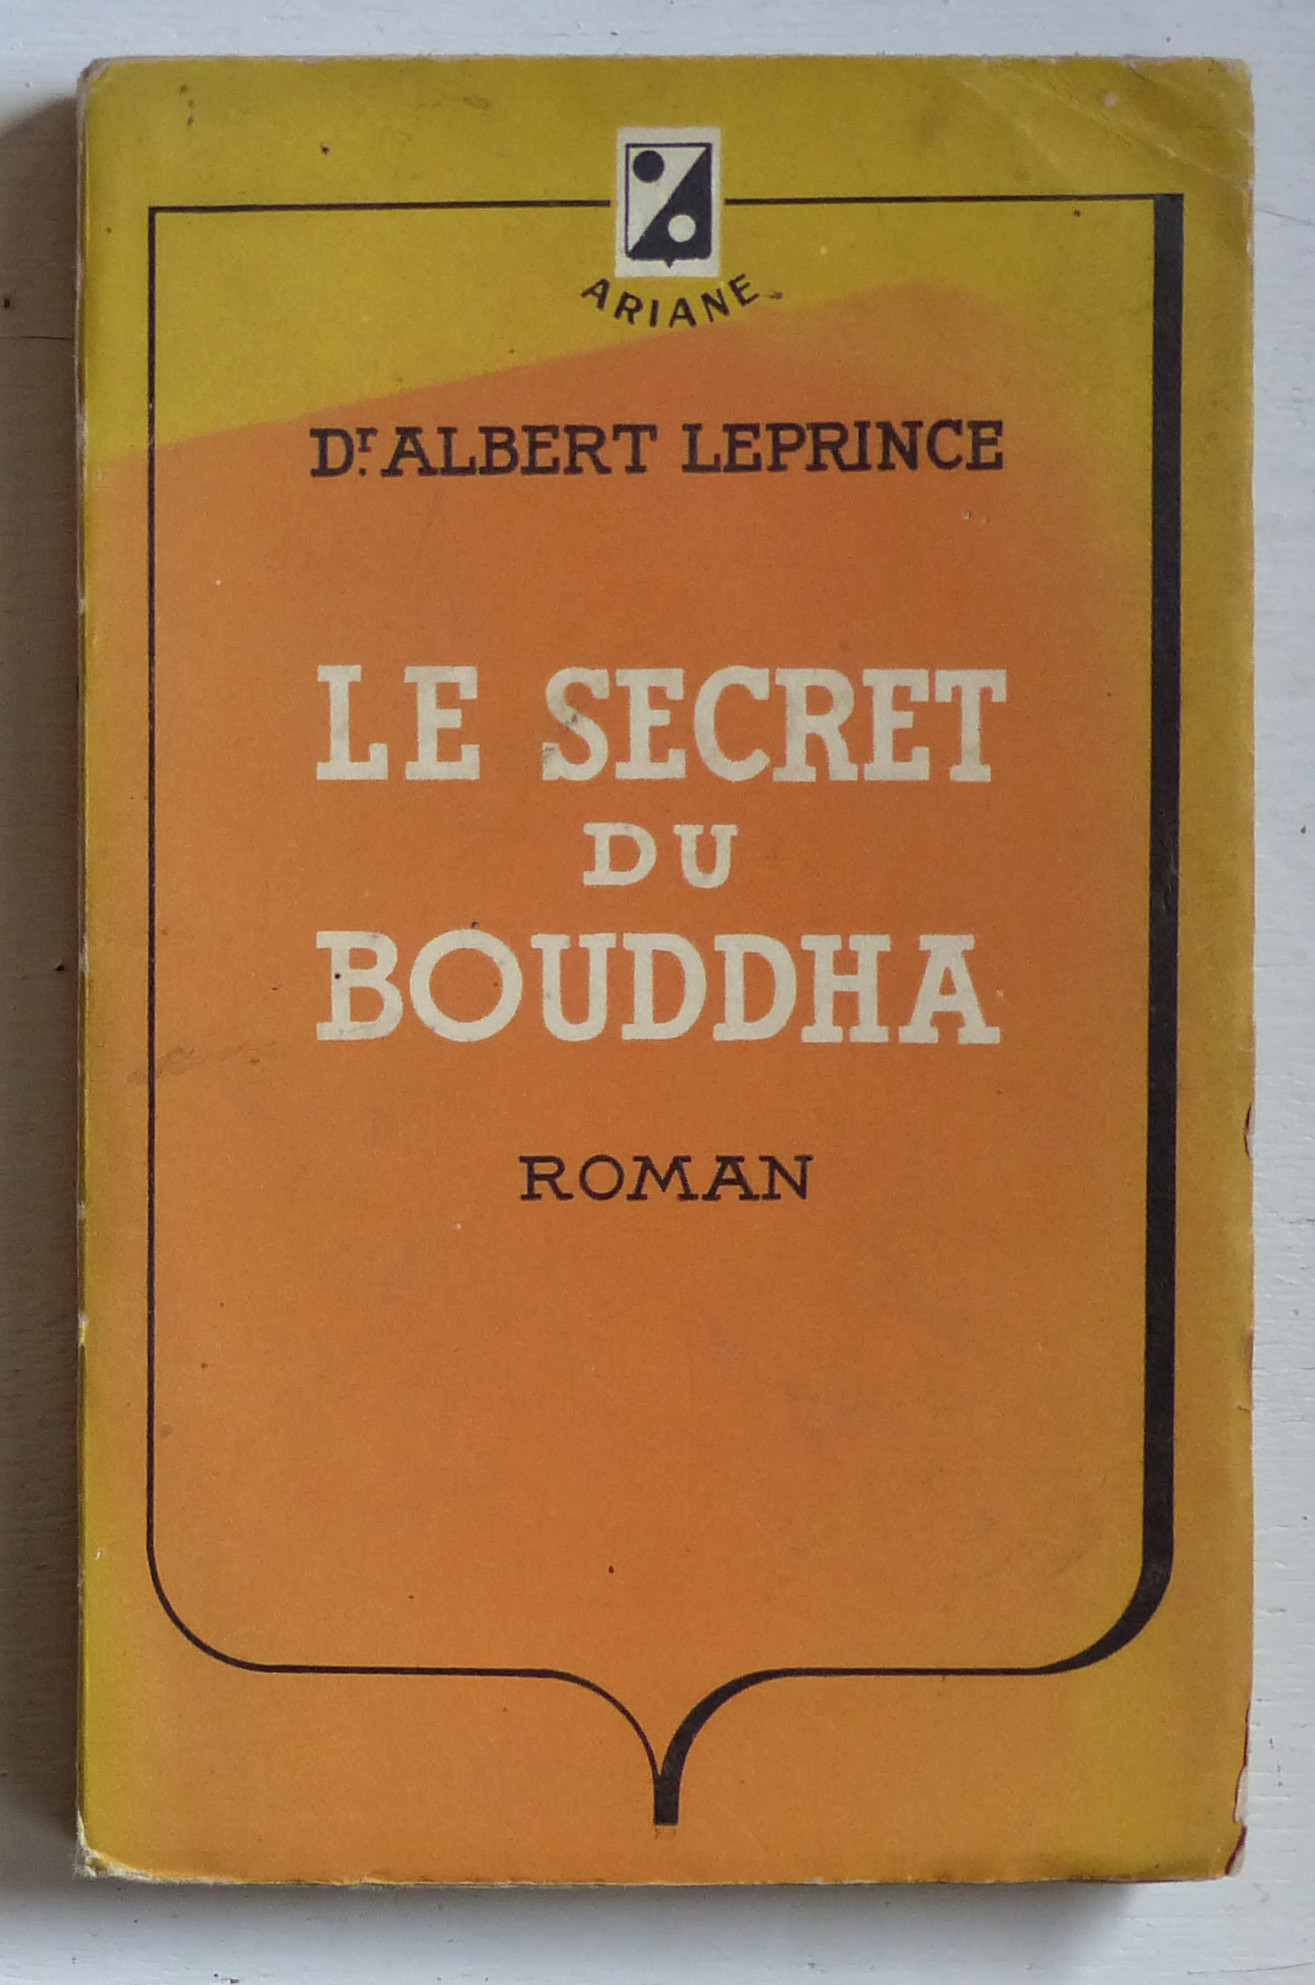 ARIANE
Dr. ALBERT LEPRINCE
LE SECRET
DU
BOUDDHA
ROMAN